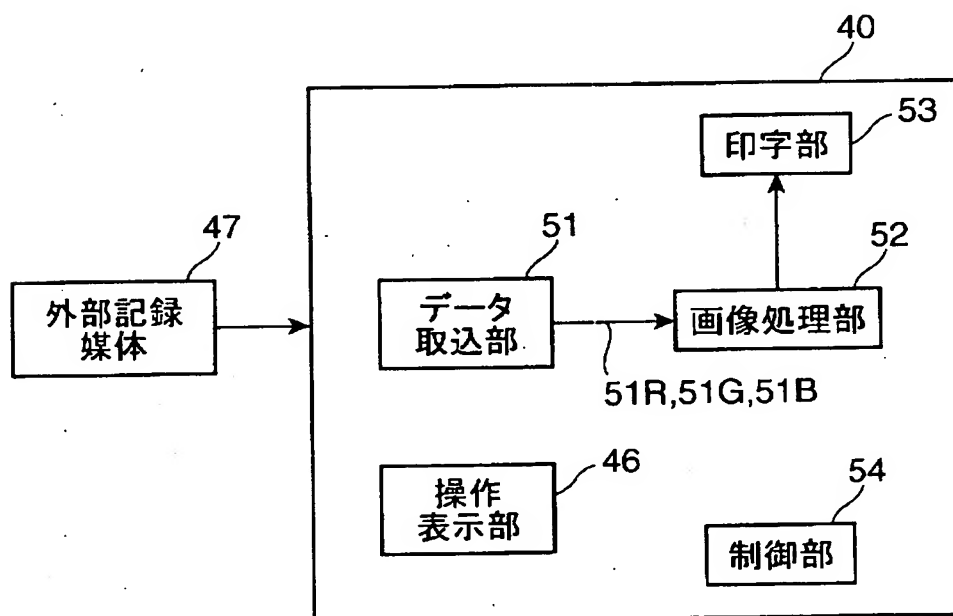 40
53
印字部
47
51
52
外部記録
媒体
データ
取込部
画像処理部
51R,51G,51B
46
操作
表示部
54
制御部